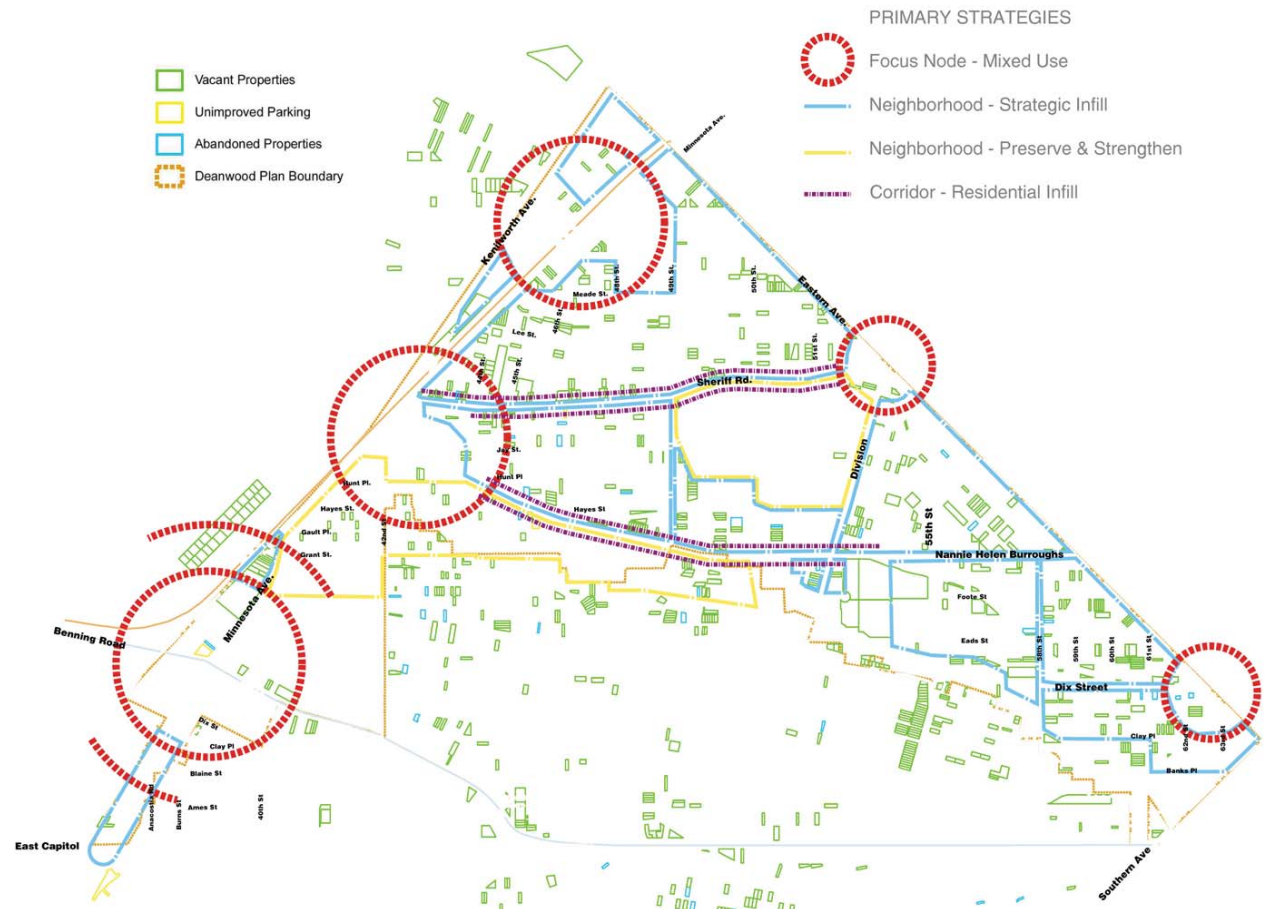 PRIMARY STRATEGIES
Focus Node - Mixed Use
Neighborhood - Strategic Infill
Neighborhood - Preserve & Strengthen
Corridor - Residential Infill
Vacant Properties
Unimproved Parking
Abandoned Properties
Deanwood Plan Boundary
Minnesota Ave.
Kenilworth Ave.
48th St.
49th St.
50th St.
Eastern Ave.
Meade St.
46th St.
Lee St.
51st St.
44th St.
45th St.
Sheriff Rd.
Jay St.
Division
Hunt Pl
Hunt Pl.
Hayes St.
Hayes St
Gault Pl.
42nd St
55th St
Grant St.
Nannie Helen Burroughs
Minnesota Ave.
Foote St
Benning Road
Eads St
58th St
59th St
60th St
61st St
Dix Street
Dix St
Clay Pl
Clay Pl
62nd St
63rd St
Blaine St
Banks Pl
Anacostia Rd
Burns St
Ames St
40th St
East Capitol
Southern Ave